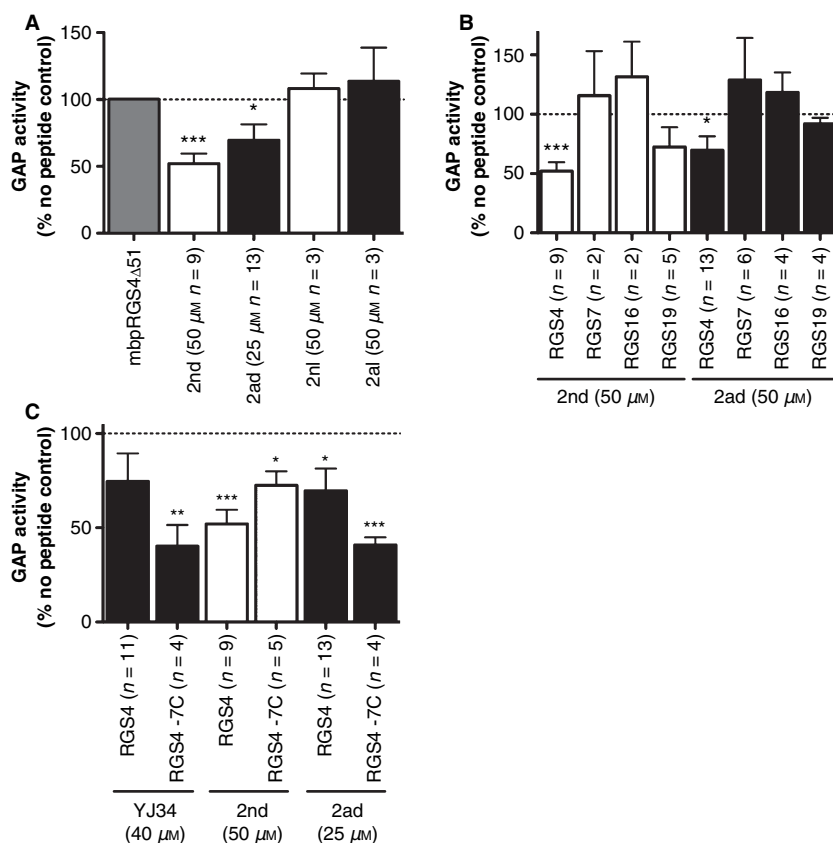 A
GAP activity
(% no peptide control)
150
100
50
0
***
*
mbpRGS4Δ51
2nd (50 μM n = 9)
2ad (25 μM n = 13)
2nl (50 μM n = 3)
2al (50 μM n = 3)
B
GAP activity
(% no peptide control)
150
100
50
0
***
*
RGS4 (n = 9)
RGS7 (n = 2)
RGS16 (n = 2)
RGS19 (n = 5)
RGS4 (n = 13)
RGS7 (n = 6)
RGS16 (n = 4)
RGS19 (n = 4)
2nd (50 μM)
2ad (50 μM)
C
GAP activity
(% no peptide control)
100
50
0
**
***
*
*
***
RGS4 (n = 11)
RGS4 -7C (n = 4)
RGS4 (n = 9)
RGS4 -7C (n = 5)
RGS4 (n = 13)
RGS4 -7C (n = 4)
YJ34
(40 μM)
2nd
(50 μM)
2ad
(25 μM)